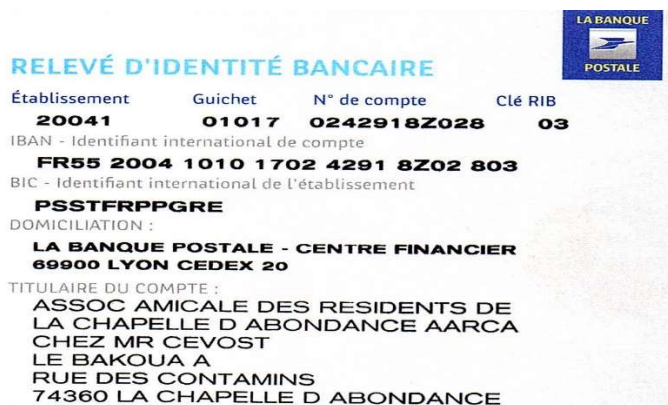 LA BANQUE
POSTALE
RELEVÉ D'IDENTITÉ BANCAIRE
Établissement Guichet N° de compte Clé RIB
20041 01017 0242918Z028 03
IBAN - Identifiant international de compte
FR55 2004 1010 1702 4291 8Z02 803
BIC - Identifiant international de l'établissement
PSSTFRPPGRE
DOMICILIATION :
LA BANQUE POSTALE - CENTRE FINANCIER
69900 LYON CEDEX 20
TITULAIRE DU COMPTE :
ASSOC AMICALE DES RESIDENTS DE
LA CHAPELLE D ABONDANCE AARCA
CHEZ MR CEVOST
LE BAKOUA A
RUE DES CONTAMINS
74360 LA CHAPELLE D ABONDANCE